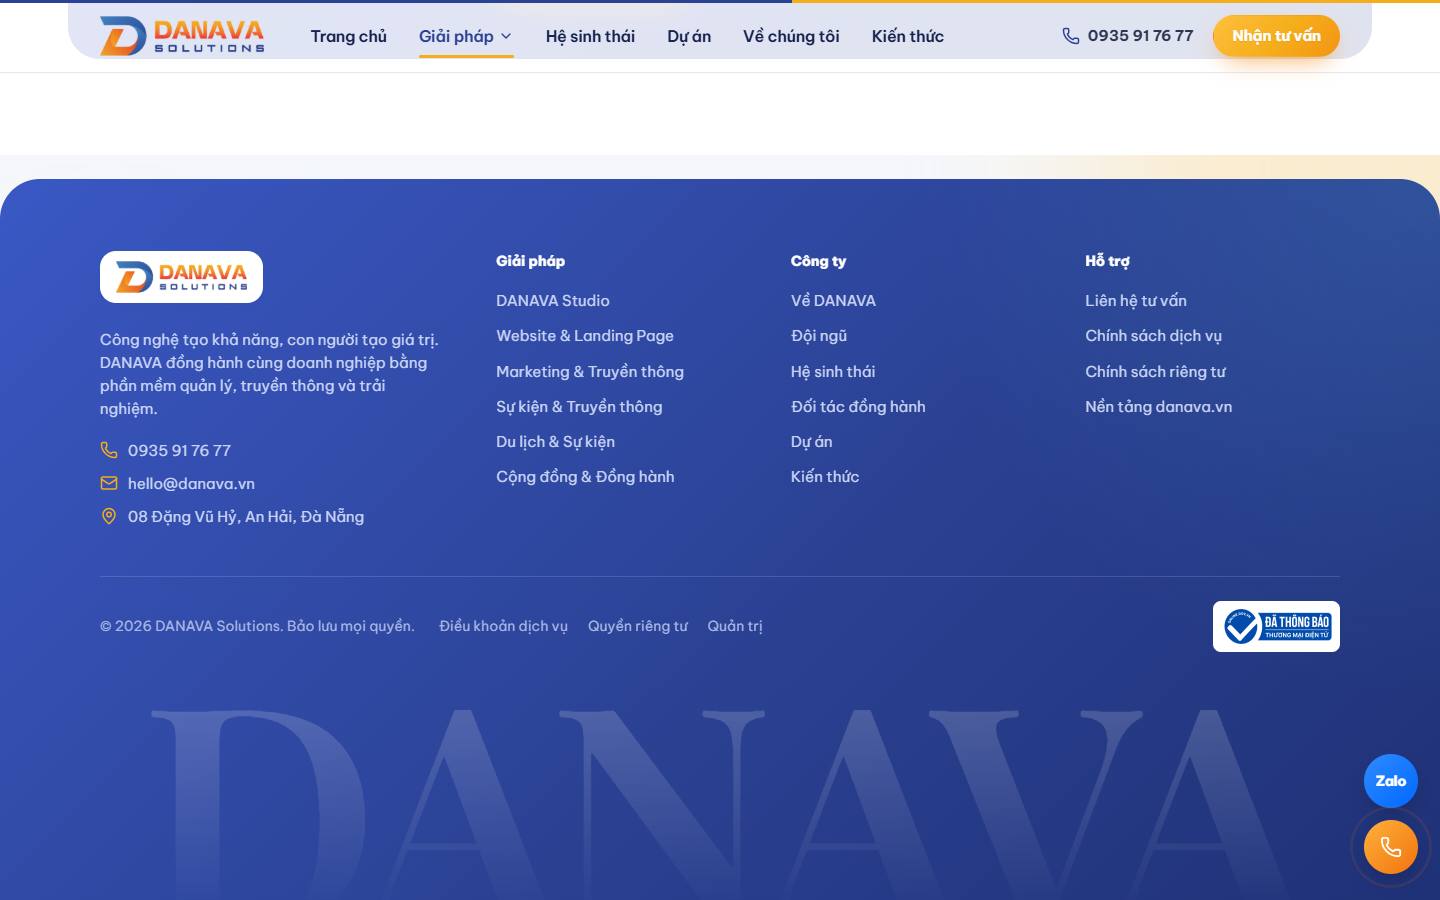 DANAVA
SOLUTIONS
Trang chủ
Giải pháp
Hệ sinh thái
Dự án
Về chúng tôi
Kiến thức
0935 91 76 77
Nhận tư vấn
DANAVA
SOLUTIONS
Công nghệ tạo khả năng, con người tạo giá trị.
DANAVA đồng hành cùng doanh nghiệp bằng
phần mềm quản lý, truyền thông và trải
nghiệm.
0935 91 76 77
hello@danava.vn
08 Đặng Vũ Hỷ, An Hải, Đà Nẵng
Giải pháp
DANAVA Studio
Website & Landing Page
Marketing & Truyền thông
Sự kiện & Truyền thông
Du lịch & Sự kiện
Cộng đồng & Đồng hành
Công ty
Về DANAVA
Đội ngũ
Hệ sinh thái
Đối tác đồng hành
Dự án
Kiến thức
Hỗ trợ
Liên hệ tư vấn
Chính sách dịch vụ
Chính sách riêng tư
Nền tảng danava.vn
© 2026 DANAVA Solutions. Bảo lưu mọi quyền.
Điều khoản dịch vụ
Quyền riêng tư
Quản trị
ĐÃ THÔNG BÁO
THƯƠNG MẠI ĐIỆN TỬ
DANAVA
Zalo